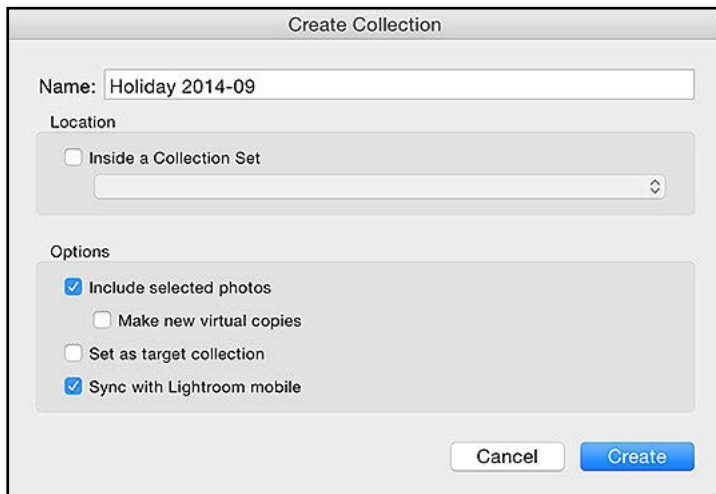 Create Collection
Name: Holiday 2014-09
Location
Inside a Collection Set
Options
Include selected photos
Make new virtual copies
Set as target collection
Sync with Lightroom mobile
Cancel Create